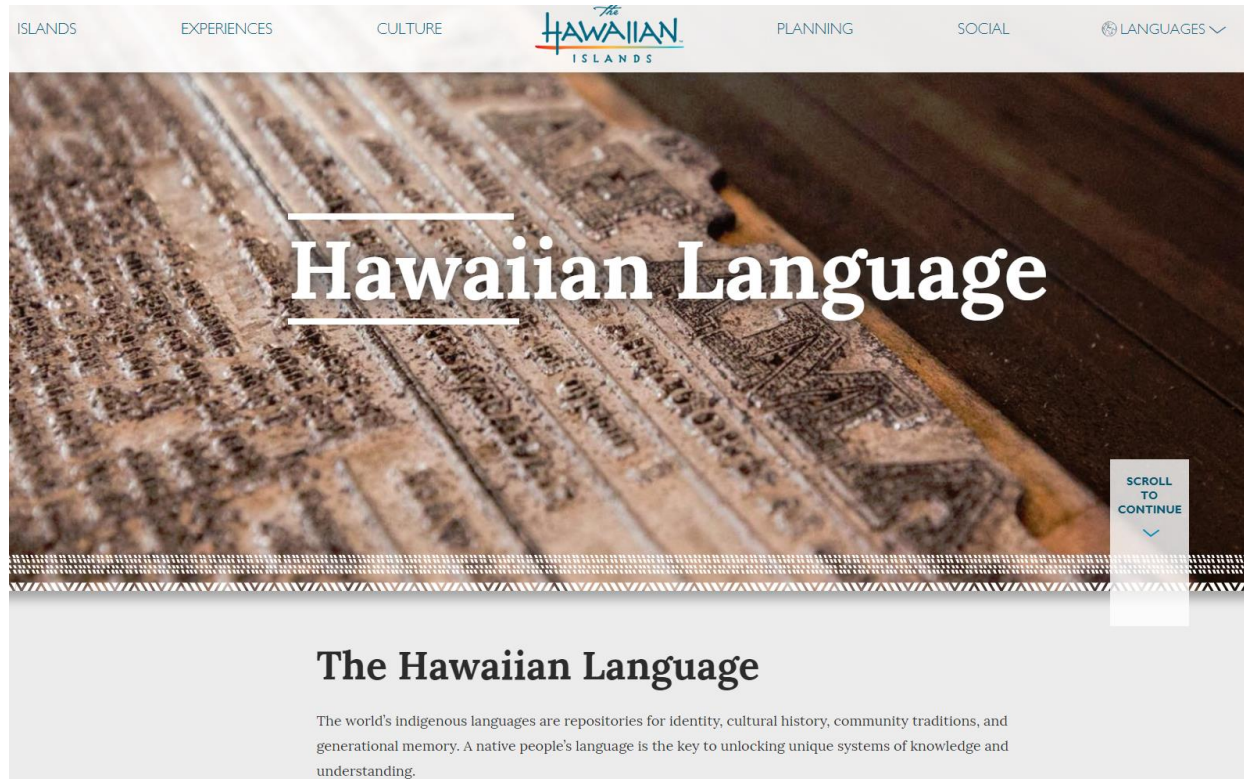 ISLANDS EXPERIENCES CULTURE The HAWAIIAN ISLANDS PLANNING SOCIAL LANGUAGES
Hawaiian Language
SCROLL
TO
CONTINUE
The Hawaiian Language
The world's indigenous languages are repositories for identity, cultural history, community traditions, and
generational memory. A native people's language is the key to unlocking unique systems of knowledge and
understanding.